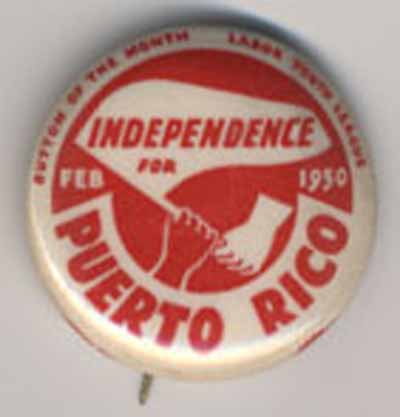 BUTTON OF THE MONTH LABOR YOUTH LEAGUE
INDEPENDENCE
FOR
FEB 1950
PUERTO RICO